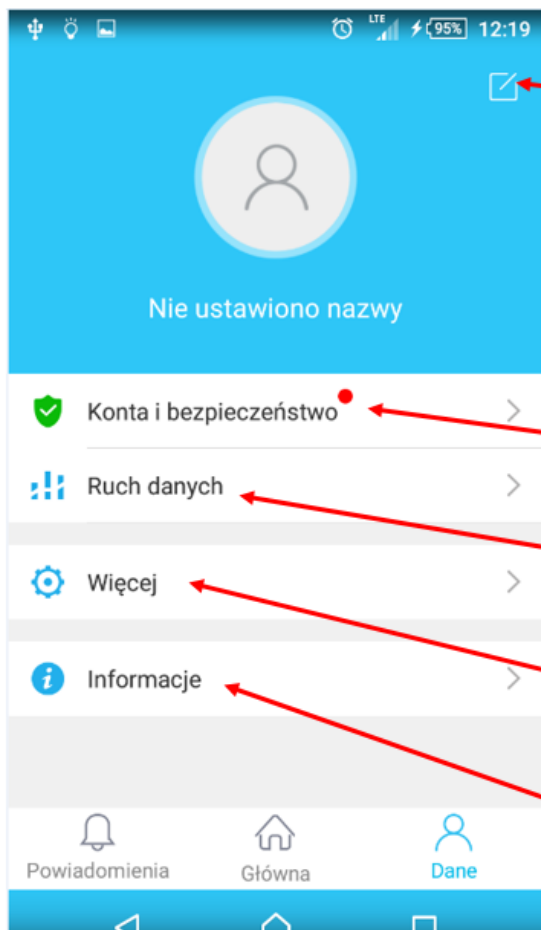 LTE 95% 12:19
Nie ustawiono nazwy
Konta i bezpieczeństwo
Ruch danych
Więcej
Informacje
Powiadomienia Główna Dane